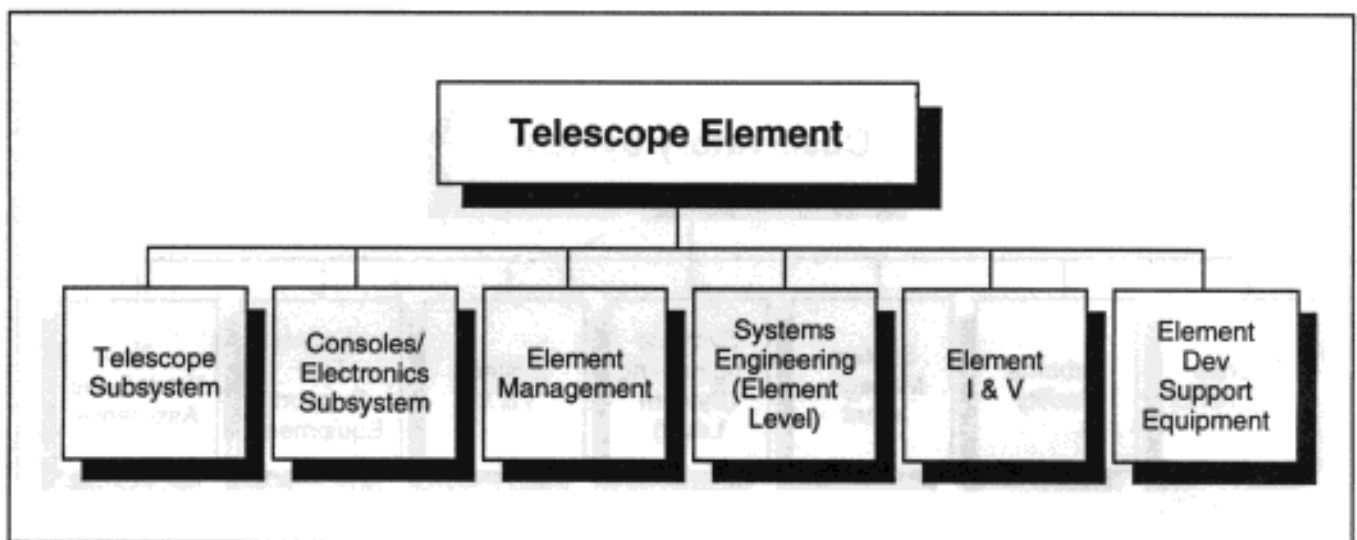 Telescope Element
Telescope
Subsystem
Consoles/
Electronics
Subsystem
Element
Management
Systems
Engineering
(Element
Level)
Element
I & V
Element
Dev
Support
Equipment